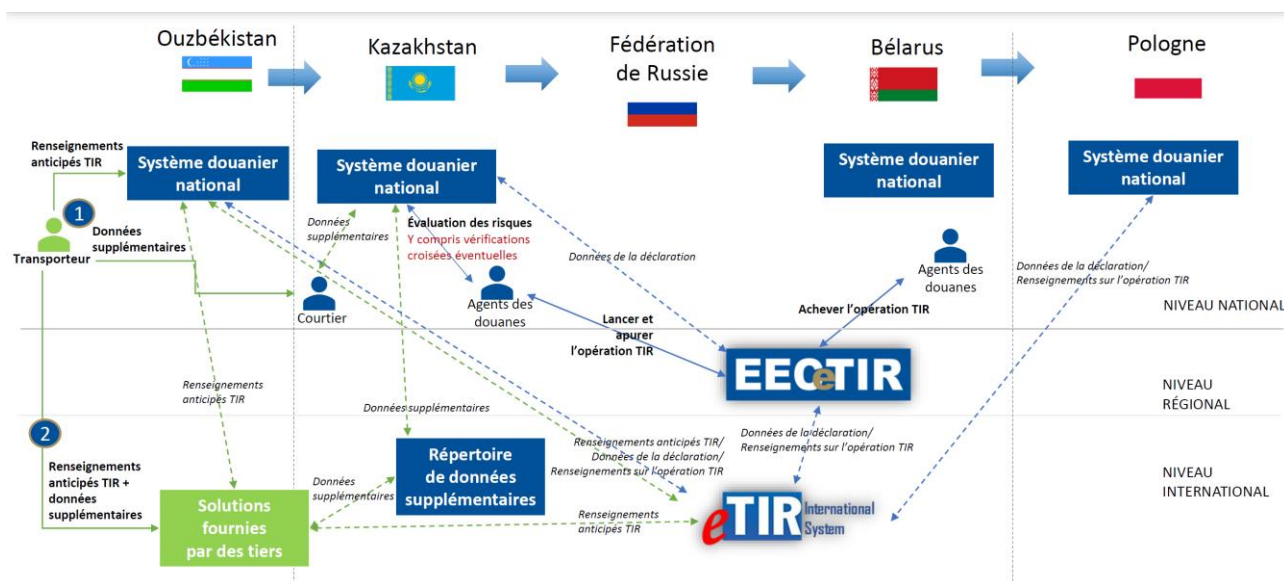 Ouzbékistan
Kazakhstan
Fédération
de Russie
Bélarus
Pologne
Renseignements
anticipés TIR
Système douanier
national
Système douanier
national
Système douanier
national
Système douanier
national
1
Données
supplémentaires
Transporteur
Données
supplémentaires
Évaluation des risques
Y compris vérifications
croisées éventuelles
Données de la déclaration
Agents des
douanes
Données de la déclaration/
Renseignements sur l'opération TIR
Courtier
Agents des
douanes
Lancer et
apurer
l'opération TIR
Achever l'opération TIR
NIVEAU NATIONAL
EECeTIR
NIVEAU
RÉGIONAL
Renseignements
anticipés TIR
Données supplémentaires
2
Renseignements
anticipés TIR +
données
supplémentaires
Répertoire
de données
supplémentaires
Renseignements anticipés TIR/
Données de la déclaration/
Renseignements sur l'opération TIR
Données de la déclaration/
Renseignements sur l'opération TIR
NIVEAU
INTERNATIONAL
Données
supplémentaires
Solutions
fournies
par des tiers
Renseignements
anticipés TIR
eTIR International
System